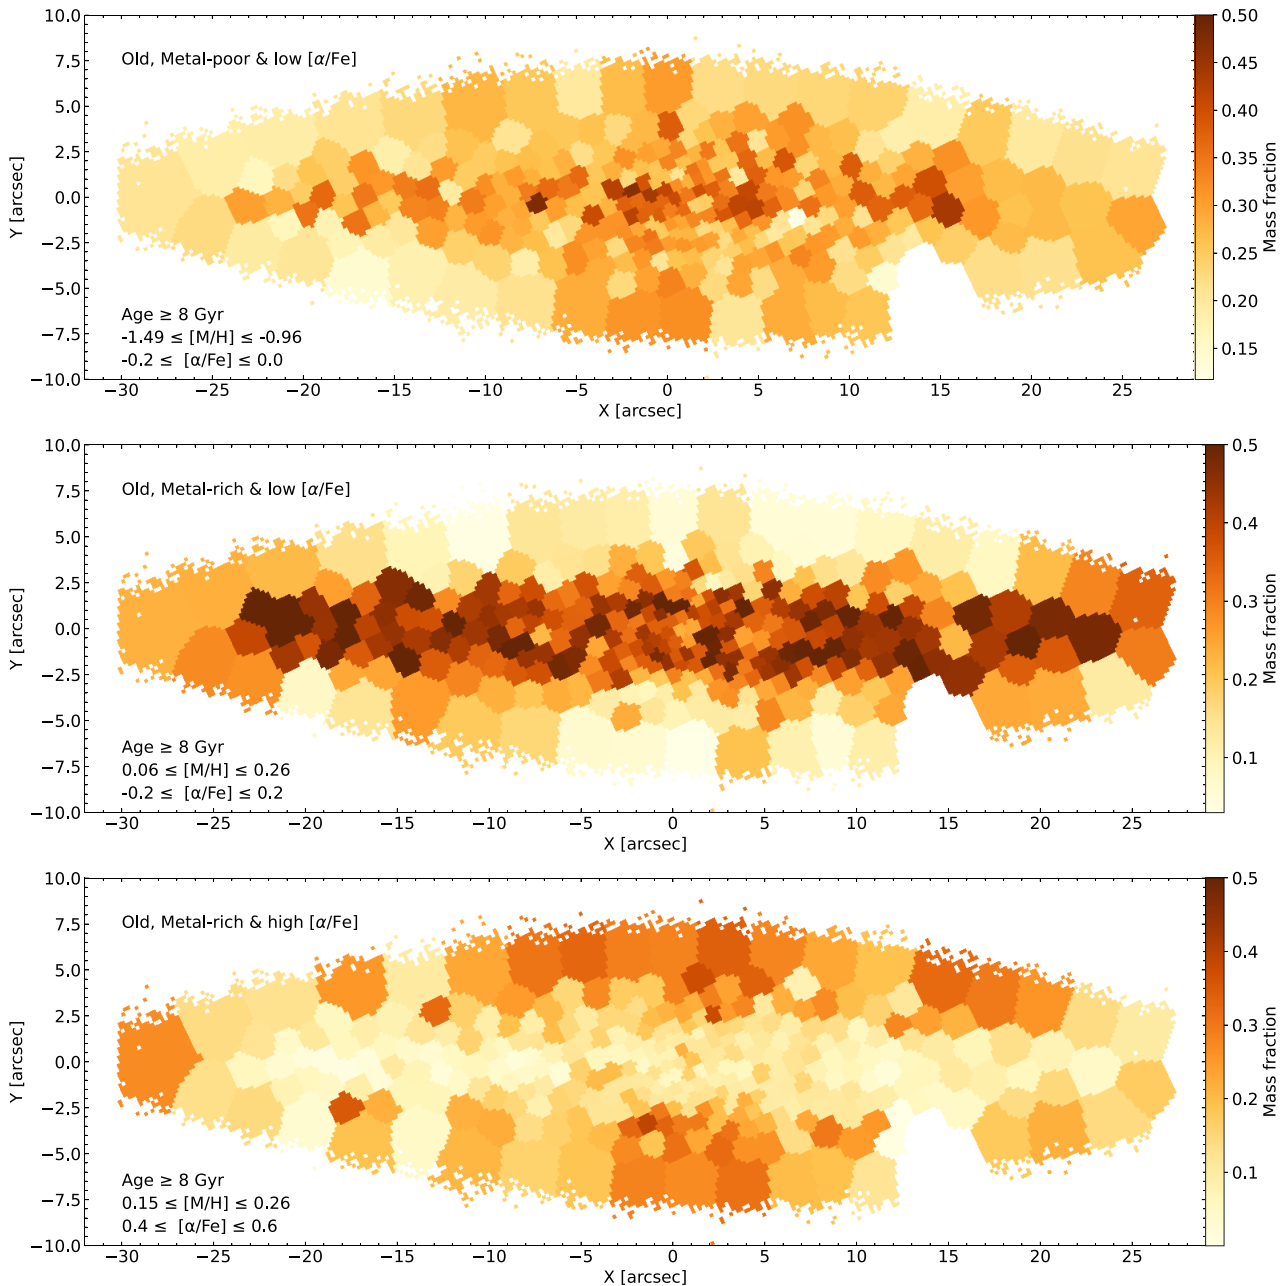 10.0
7.5
5.0
2.5
0.0
−2.5
−5.0
−7.5
−10.0
Y [arcsec]
Old, Metal-poor & low [α/Fe]
Age ≥ 8 Gyr
-1.49 ≤ [M/H] ≤ -0.96
-0.2 ≤ [α/Fe] ≤ 0.0
−30 −25 −20 −15 −10 −5 0 5 10 15 20 25
X [arcsec]
0.50
0.45
0.40
0.35
0.30
0.25
0.20
0.15
Mass fraction
10.0
7.5
5.0
2.5
0.0
−2.5
−5.0
−7.5
−10.0
Y [arcsec]
Old, Metal-rich & low [α/Fe]
Age ≥ 8 Gyr
0.06 ≤ [M/H] ≤ 0.26
-0.2 ≤ [α/Fe] ≤ 0.2
−30 −25 −20 −15 −10 −5 0 5 10 15 20 25
X [arcsec]
0.5
0.4
0.3
0.2
0.1
Mass fraction
10.0
7.5
5.0
2.5
0.0
−2.5
−5.0
−7.5
−10.0
Y [arcsec]
Old, Metal-rich & high [α/Fe]
Age ≥ 8 Gyr
0.15 ≤ [M/H] ≤ 0.26
0.4 ≤ [α/Fe] ≤ 0.6
−30 −25 −20 −15 −10 −5 0 5 10 15 20 25
X [arcsec]
0.5
0.4
0.3
0.2
0.1
Mass fraction